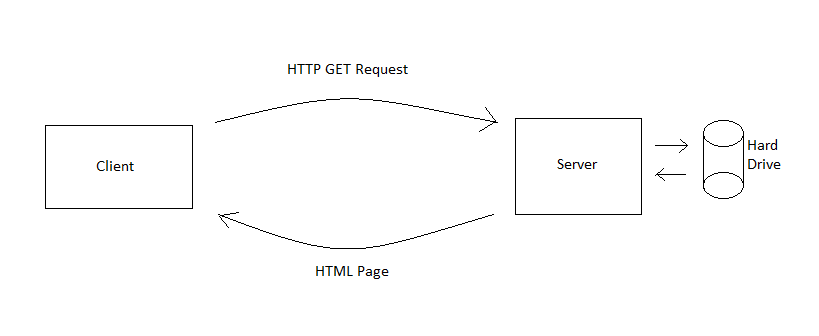 HTTP GET Request
Client
Server
Hard
Drive
HTML Page